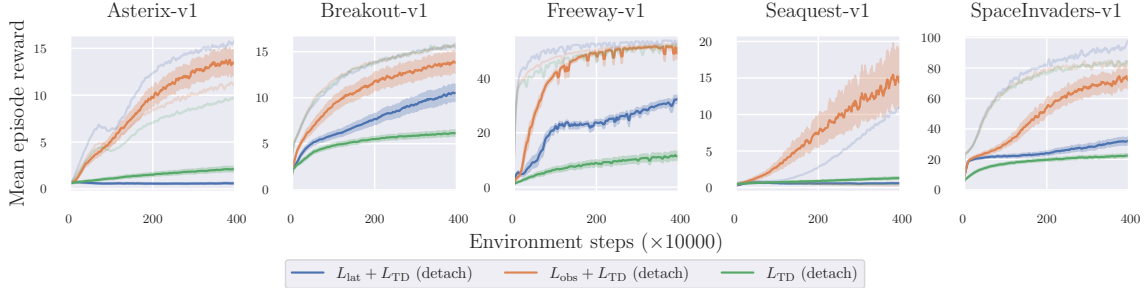 Asterix-v1 Breakout-v1 Freeway-v1 Seaquest-v1 SpaceInvaders-v1
Mean episode reward
15
10
5
0
0 200 400
15
10
5
0
0 200 400
40
20
0
0 200 400
20
15
10
5
0
0 200 400
100
80
60
40
20
0
0 200 400
Environment steps (×10000)
L_lat + L_TD (detach) L_obs + L_TD (detach) L_TD (detach)